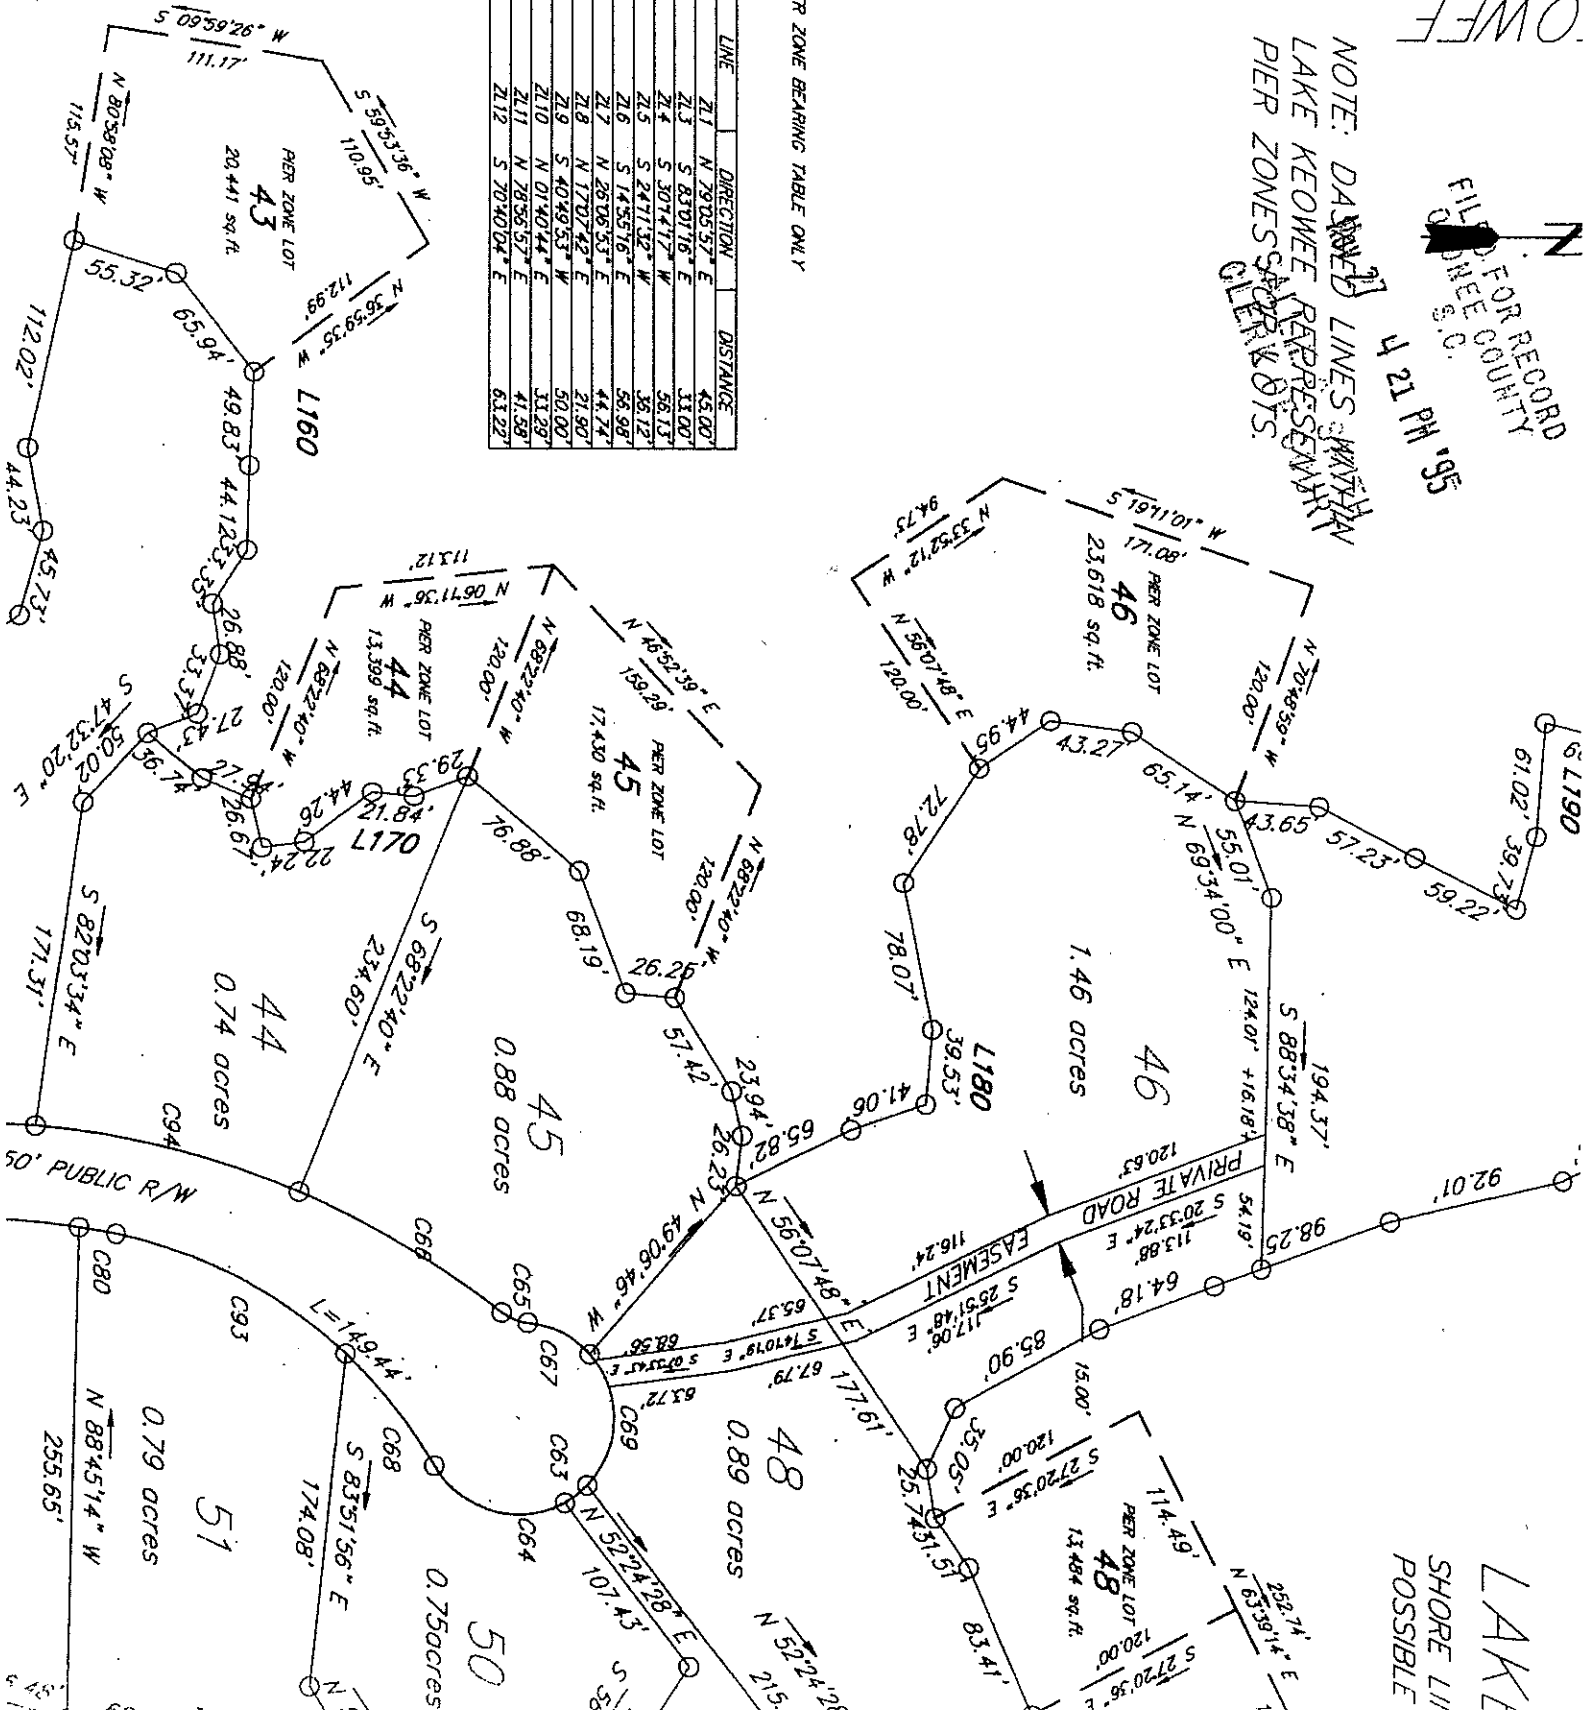 NOTE: DASHED LINES WITHIN
LAKE KEOWEE REPRESENT
PIER ZONES FOR LOTS.
FILED FOR RECORD
OCONEE COUNTY
S.C.
4 21 PM '95
N
R ZONE BEARING TABLE ONLY
LINE DIRECTION DISTANCE
ZL1 N 79°05'57" E 45.00'
ZL3 S 83°01'16" E 33.00'
ZL4 S 30°14'17" W 56.13'
ZL5 S 24°11'32" W 36.12'
ZL6 S 14°55'16" E 56.98'
ZL7 N 26°06'53" E 44.74'
ZL8 N 17°07'42" E 21.90'
ZL9 S 40°49'53" W 50.00'
ZL10 N 01°40'44" E 33.29'
ZL11 N 78°56'57" E 41.58'
ZL12 S 70°40'04" E 63.22'
S 09°59'26" W
111.17'
S 59°53'36" W
110.95'
N 80°58'08" W
115.57'
N 36°59'35" W
112.99'
PIER ZONE LOT
43
20,441 sq.ft.
55.32'
65.94'
112.02'
44.23'
45.73'
L160
49.83'
44.12'
33.35'
26.88'
33.37'
27.43'
36.74'
26.67'
22.24'
44.26'
21.84'
29.33'
L170
S 47°32'20" E
50.02'
N 06°11'36" W
113.12'
N 68°22'40" W
120.00'
PIER ZONE LOT
44
13,399 sq.ft.
N 68°22'40" W
120.00'
N 46°52'39" E
159.29'
PIER ZONE LOT
45
17,430 sq.ft.
N 68°22'40" W
120.00'
76.88'
68.19'
26.25'
57.42'
23.94'
26.23'
S 82°03'34" E
171.31'
44
0.74 acres
S 68°22'40" E
234.60'
45
0.88 acres
S 19°11'01" W
171.08'
N 33°52'12" W
94.73'
PIER ZONE LOT
46
23,618 sq.ft.
N 56°07'48" E
120.00'
N 70°48'59" W
120.00'
44.95'
43.27'
65.14'
43.65'
57.23'
59.22'
39.73'
61.02'
L190
72.78'
78.07'
39.53'
41.06'
65.82'
L180
55.01'
N 69°34'00" E
46
1.46 acres
194.37'
S 88°34'38" E
124.01' +16.18'+
54.19'
120.63'
PRIVATE ROAD
EASEMENT
S 20°33'24" E
113.88'
116.24'
S 25°51'48" E
117.06'
65.37'
S 14°10'19" E
67.79'
68.56'
S 07°33'43" E
63.72'
92.01'
98.25
64.18'
85.90'
35.05'
15.00'
N 56°07'48" E
177.61'
N 49°06'46" W
25.74'
31.51'
83.41'
S 27°20'36" E
120.00'
114.49'
PIER ZONE LOT
48
13,484 sq.ft.
252.74'
N 63°39'14" E
S 27°20'36" E
120.00'
48
0.89 acres
N 52°24'28" E
107.43'
215.
C94
50' PUBLIC R/W
C66
C65
C67
C69
C63
C64
C68
C80
C93
L=149.44'
S 83°51'56" E
174.08'
N 88°45'14" W
255.65'
51
0.79 acres
50
0.75acres
LAKE
SHORE LI
POSSIBLE